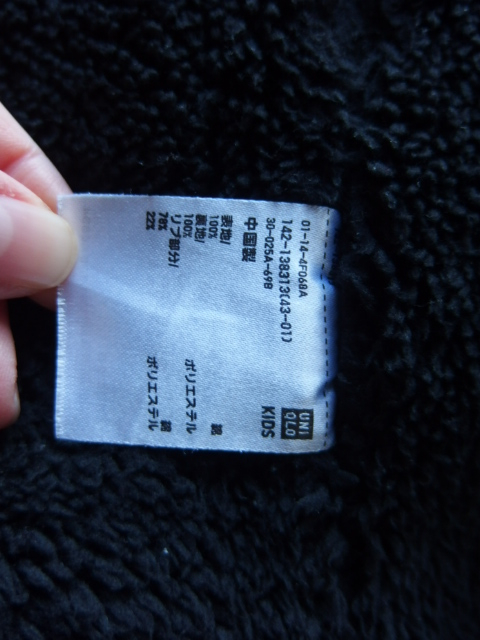 UNI
QLO
KIDS
01-14-4F068A
142-138313(43-01)
30-025A-69B
中国製
表地/
100% 綿
裏地/
100% ポリエステル
リブ部分/
78% 綿
22% ポリエステル